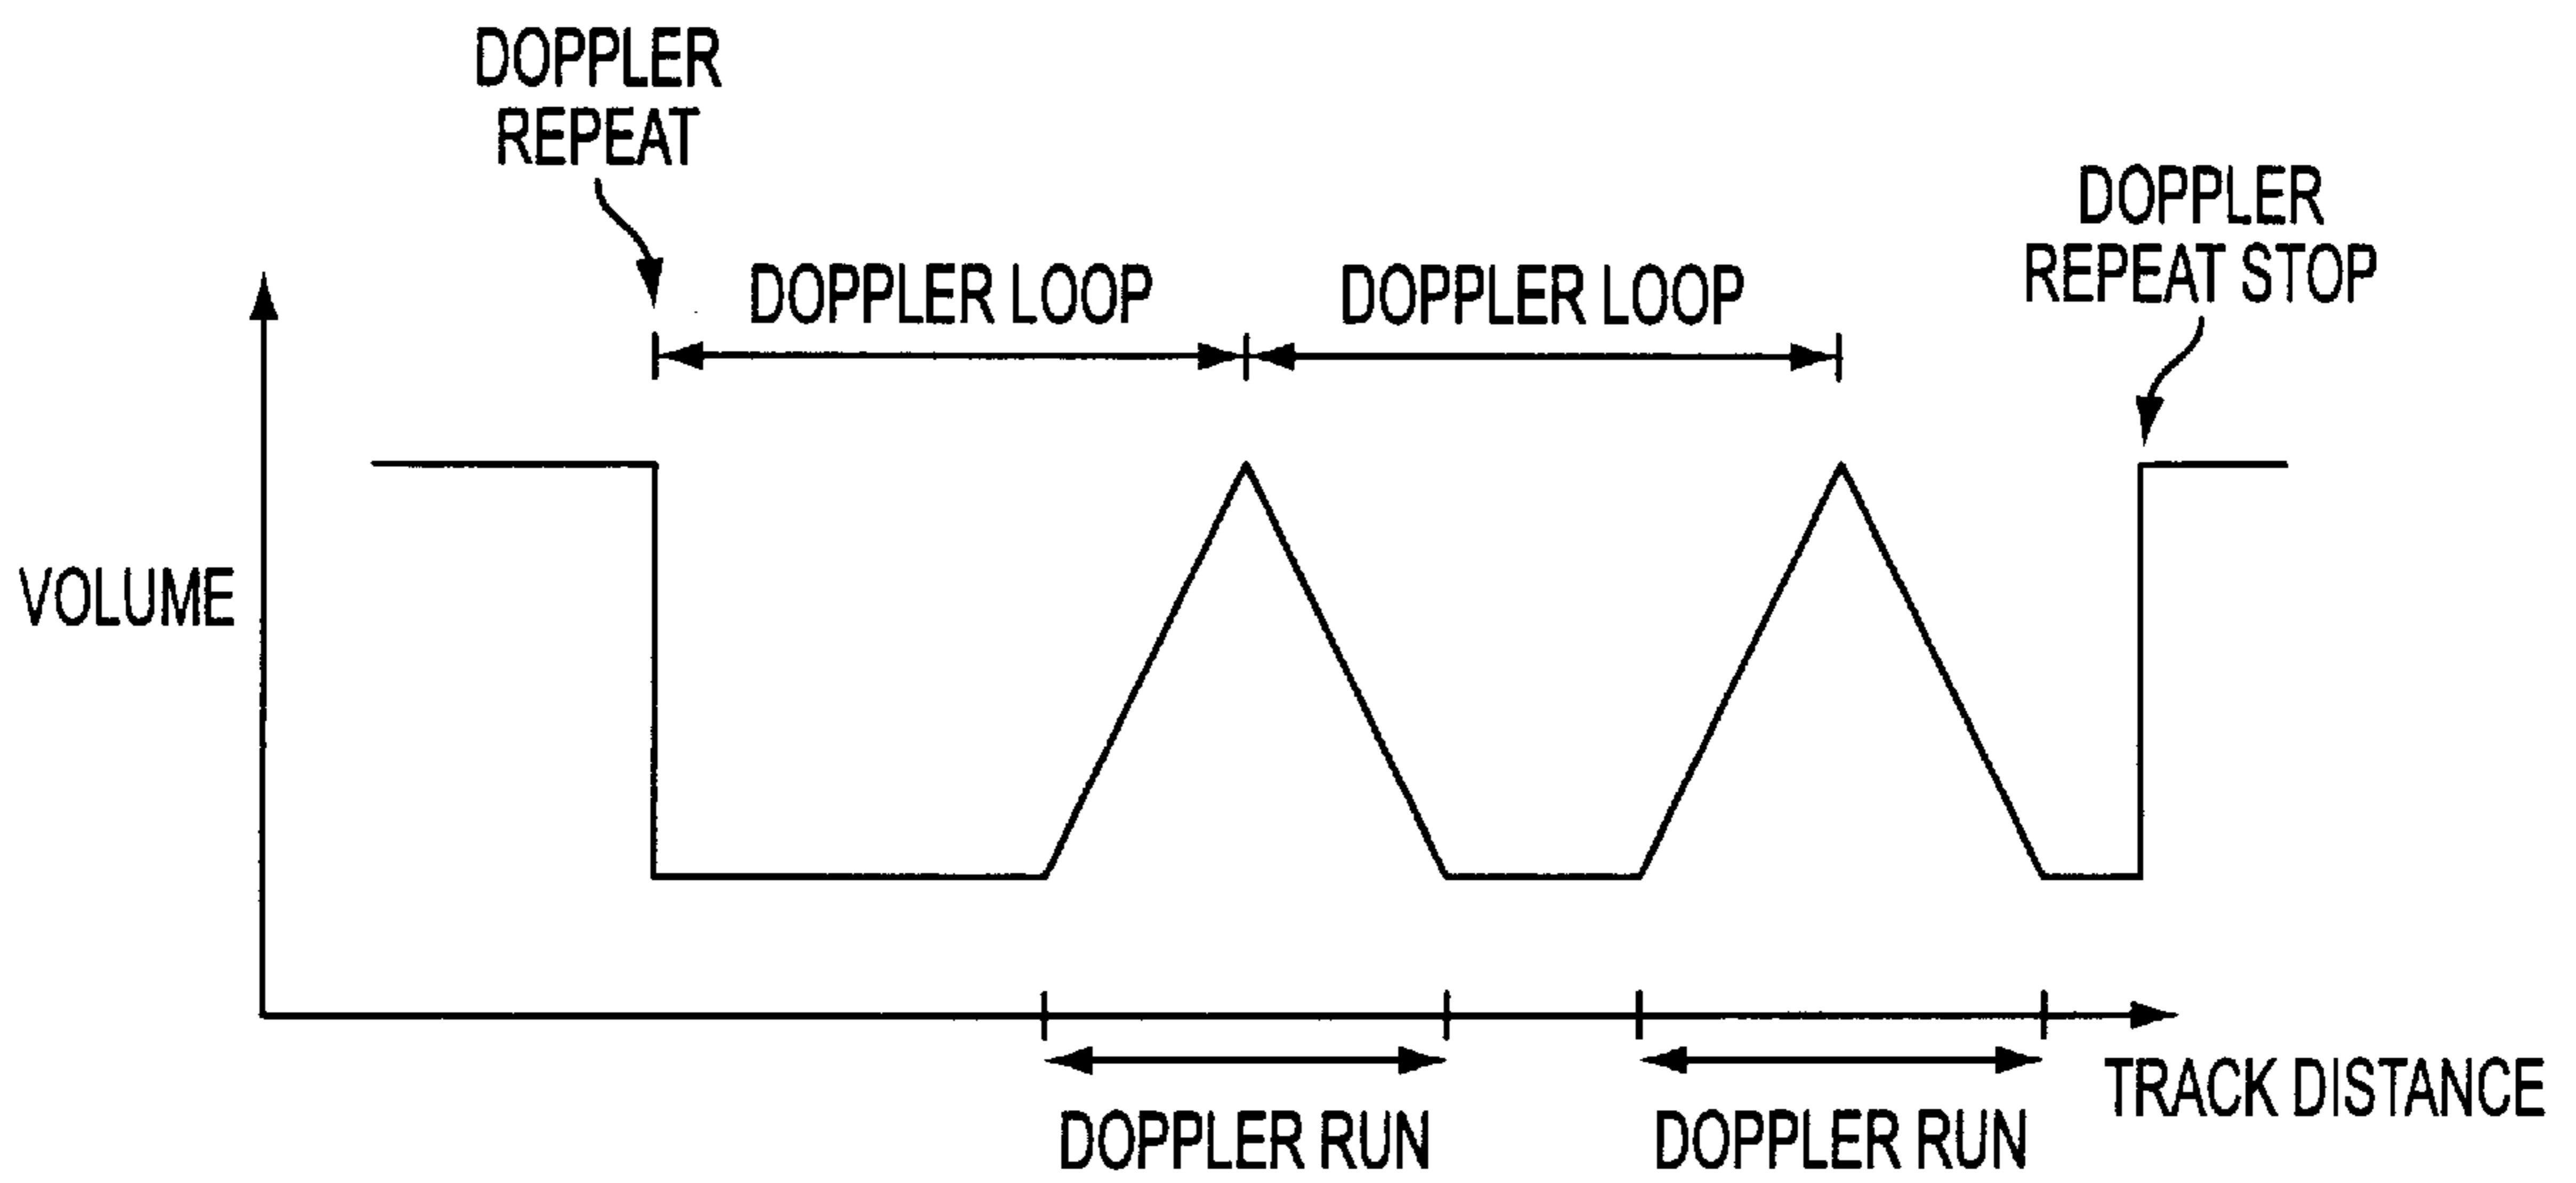 DOPPLER
REPEAT
DOPPLER
REPEAT STOP
DOPPLER LOOP
DOPPLER LOOP
VOLUME
TRACK DISTANCE
DOPPLER RUN
DOPPLER RUN